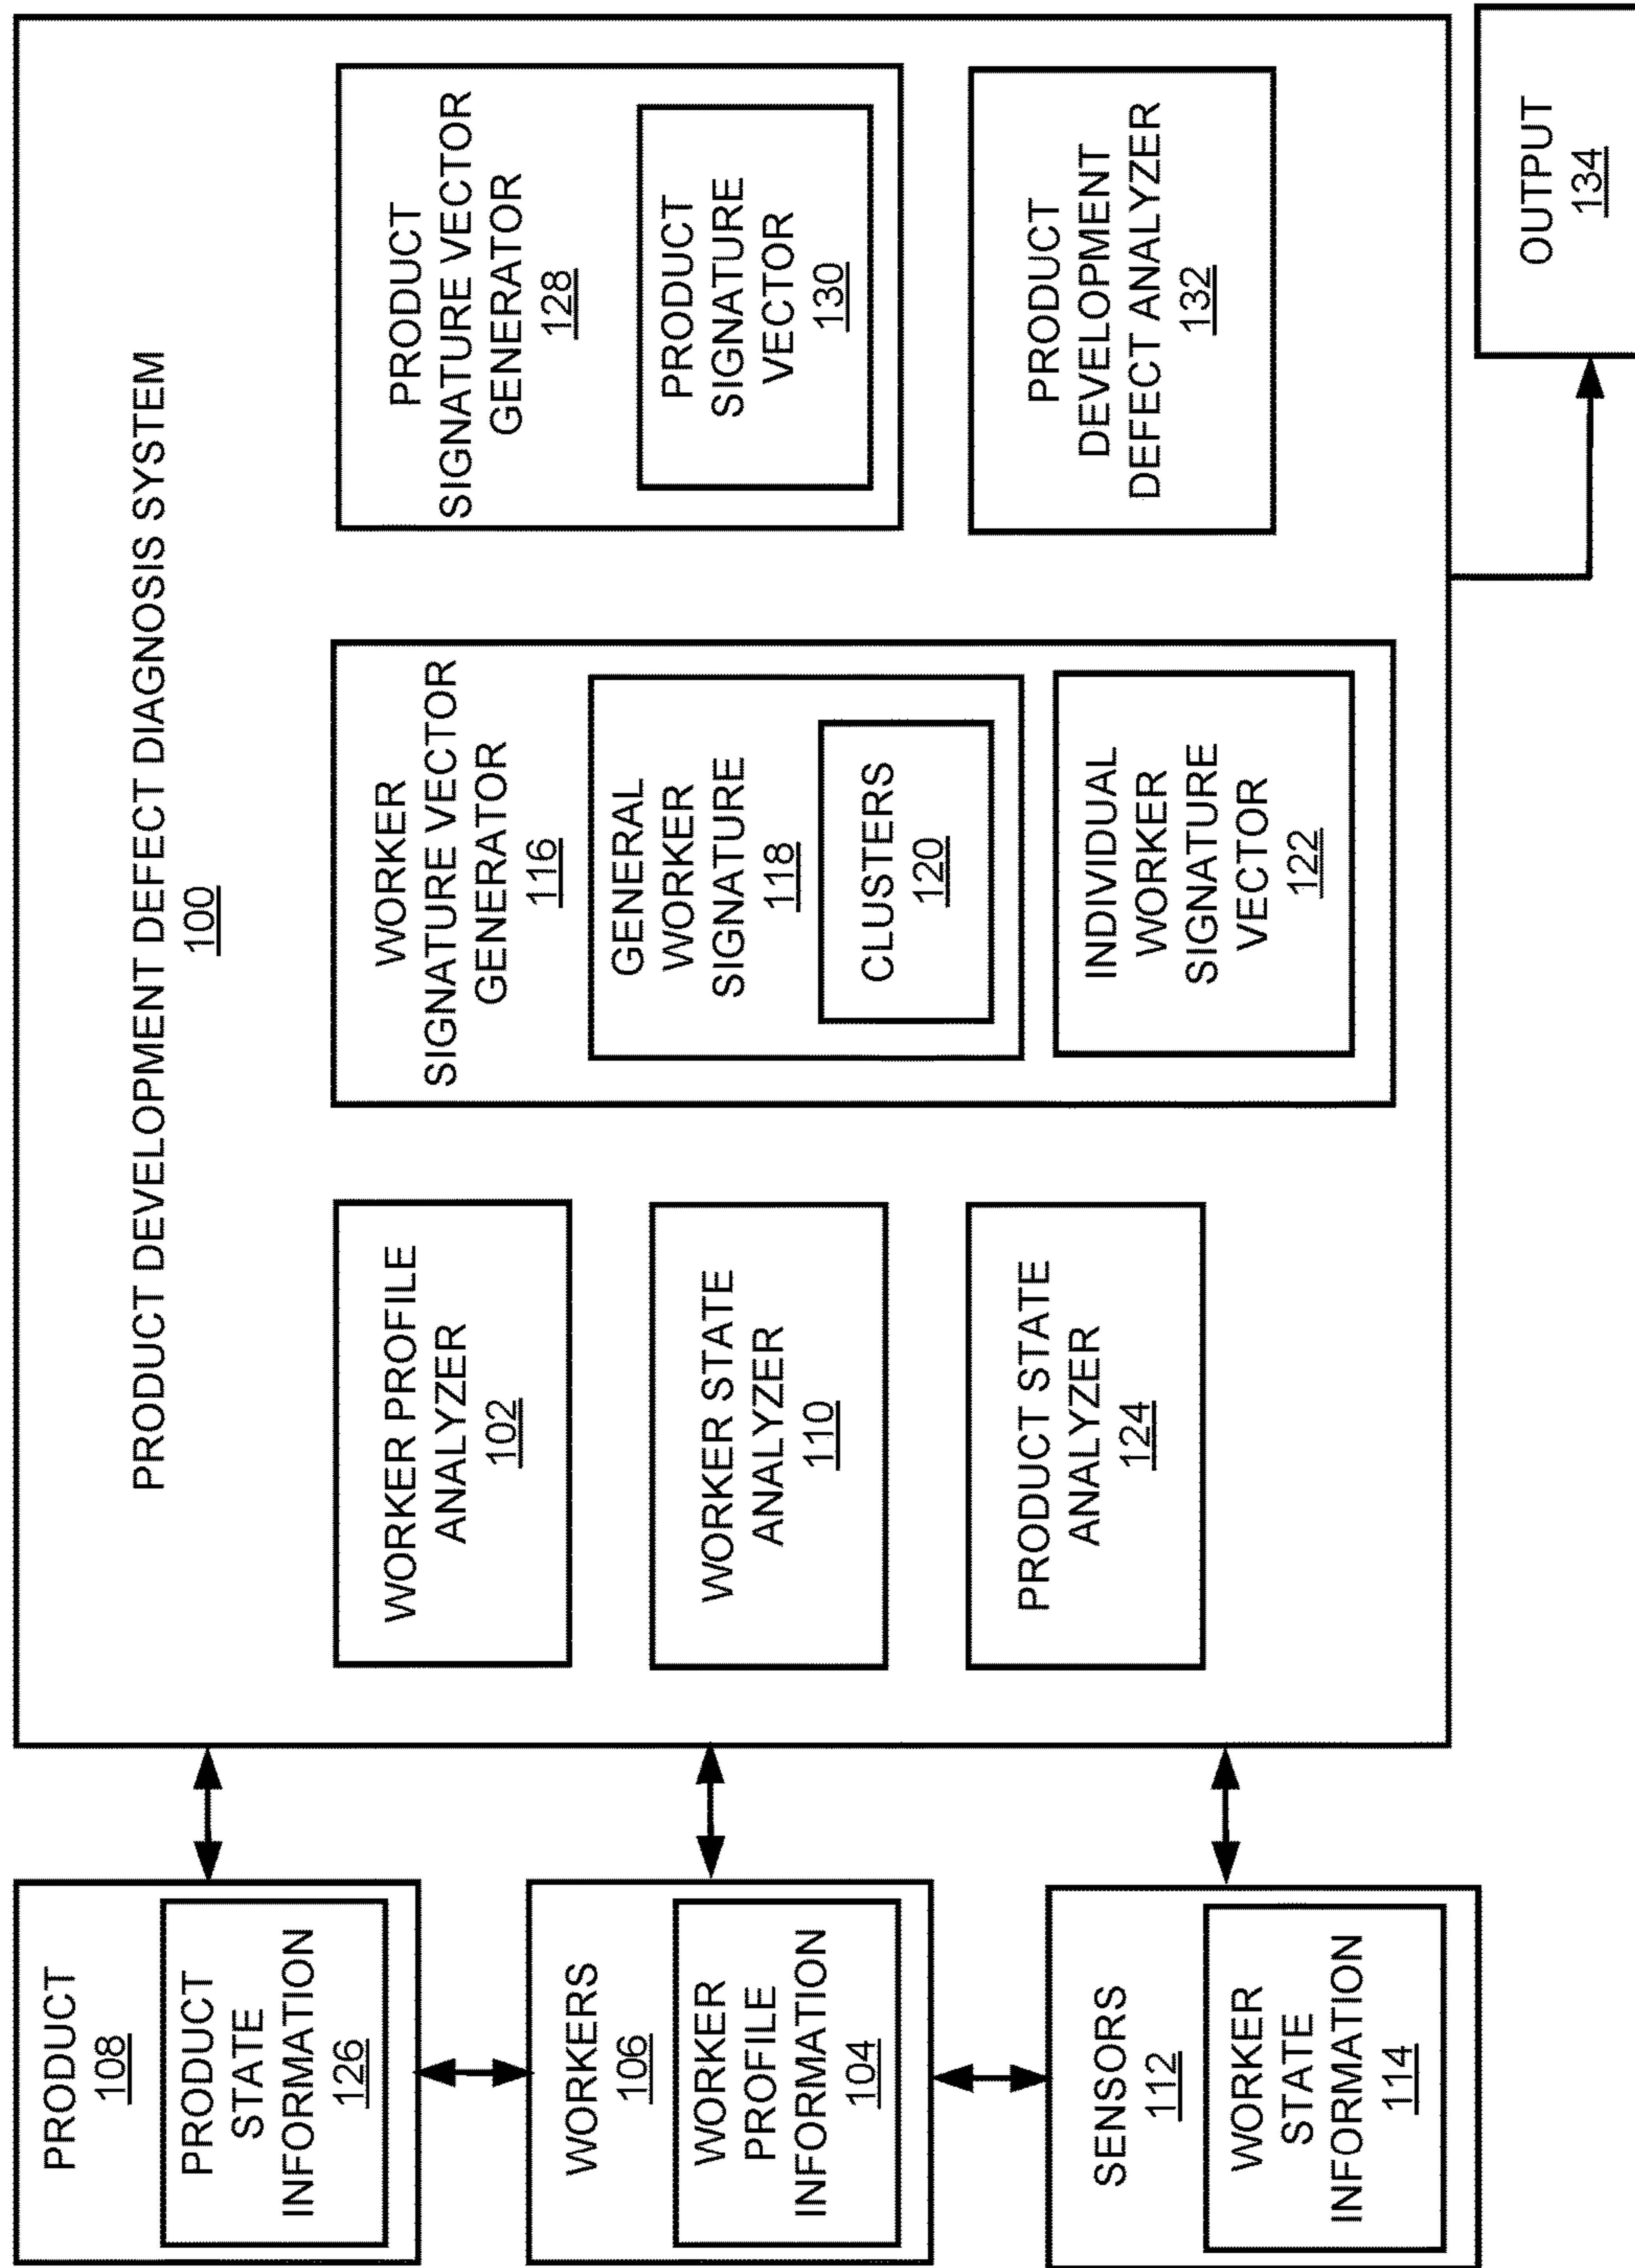 PRODUCT DEVELOPMENT DEFECT DIAGNOSIS SYSTEM
100
PRODUCT
108
PRODUCT
STATE
INFORMATION
126
WORKERS
106
WORKER
PROFILE
INFORMATION
104
SENSORS
112
WORKER
STATE
INFORMATION
114
WORKER PROFILE
ANALYZER
102
WORKER STATE
ANALYZER
110
PRODUCT STATE
ANALYZER
124
WORKER
SIGNATURE VECTOR
GENERATOR
116
GENERAL
WORKER
SIGNATURE
118
CLUSTERS
120
INDIVIDUAL
WORKER
SIGNATURE
VECTOR
122
PRODUCT
SIGNATURE VECTOR
GENERATOR
128
PRODUCT
SIGNATURE
VECTOR
130
PRODUCT
DEVELOPMENT
DEFECT ANALYZER
132
OUTPUT
134